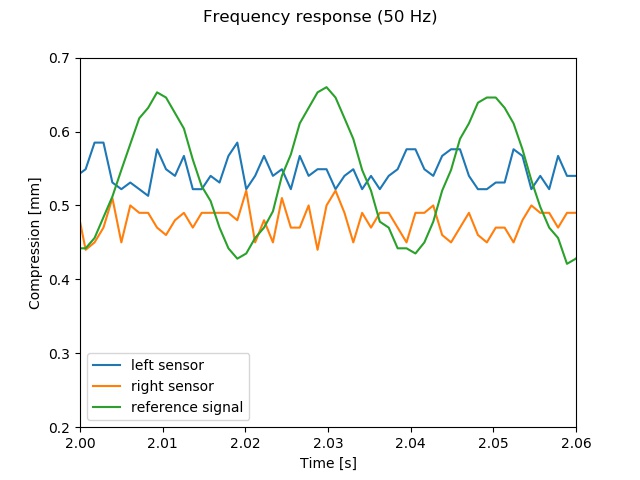 Frequency response (50 Hz)
0.7
0.6
0.5
0.4
0.3
0.2
Compression [mm]
left sensor
right sensor
reference signal
2.00 2.01 2.02 2.03 2.04 2.05 2.06
Time [s]